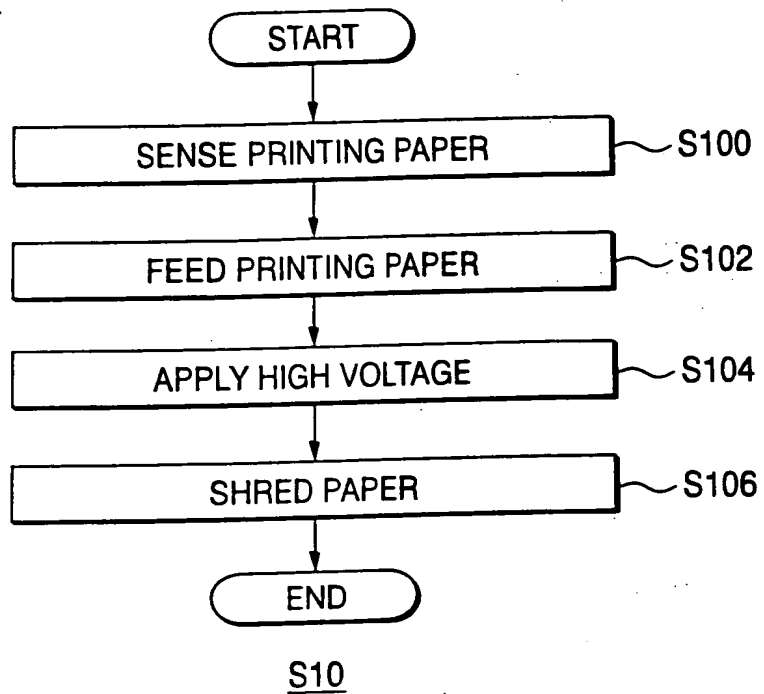 START
SENSE PRINTING PAPER S100
FEED PRINTING PAPER S102
APPLY HIGH VOLTAGE S104
SHRED PAPER S106
END
S10